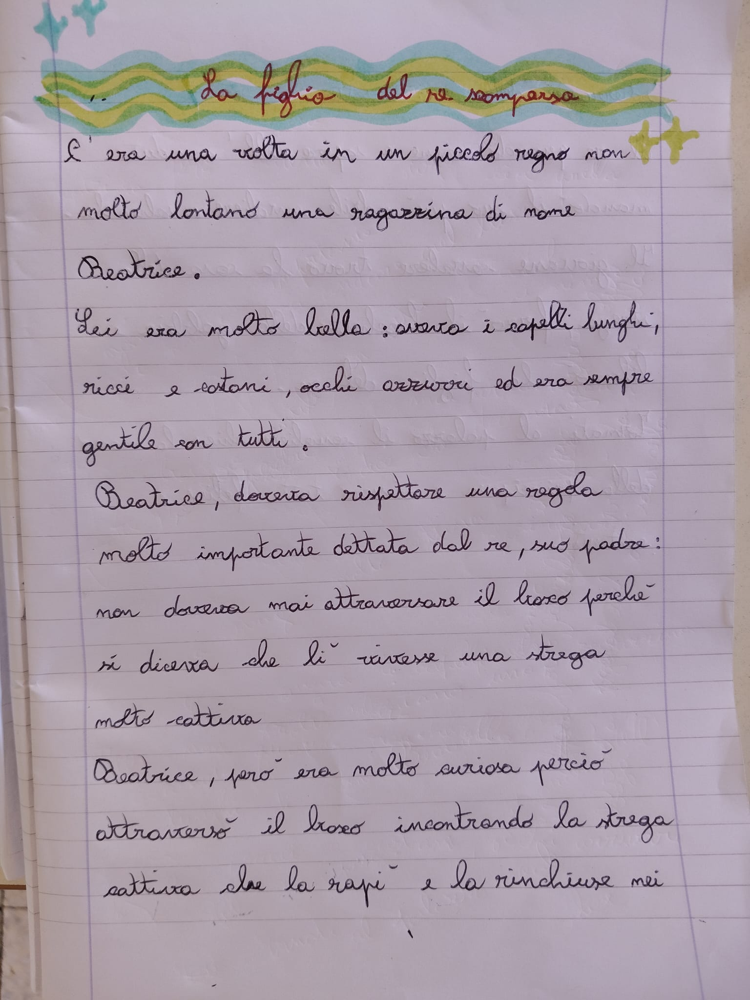 La figlia del re scomparsa
C'era una volta in un piccolo regno non
molto lontano una ragazzina di nome
Beatrice.
Lei era molto bella: aveva i capelli lunghi,
ricci e castani, occhi azzurri ed era sempre
gentile con tutti.
Beatrice, doveva rispettare una regola
molto importante dettata dal re, suo padre:
non doveva mai attraversare il bosco perchè
si diceva che lì vivesse una strega
molto cattiva
Beatrice, però era molto curiosa perciò
attraversò il bosco incontrando la strega
cattiva che la rapì e la rinchiuse nei